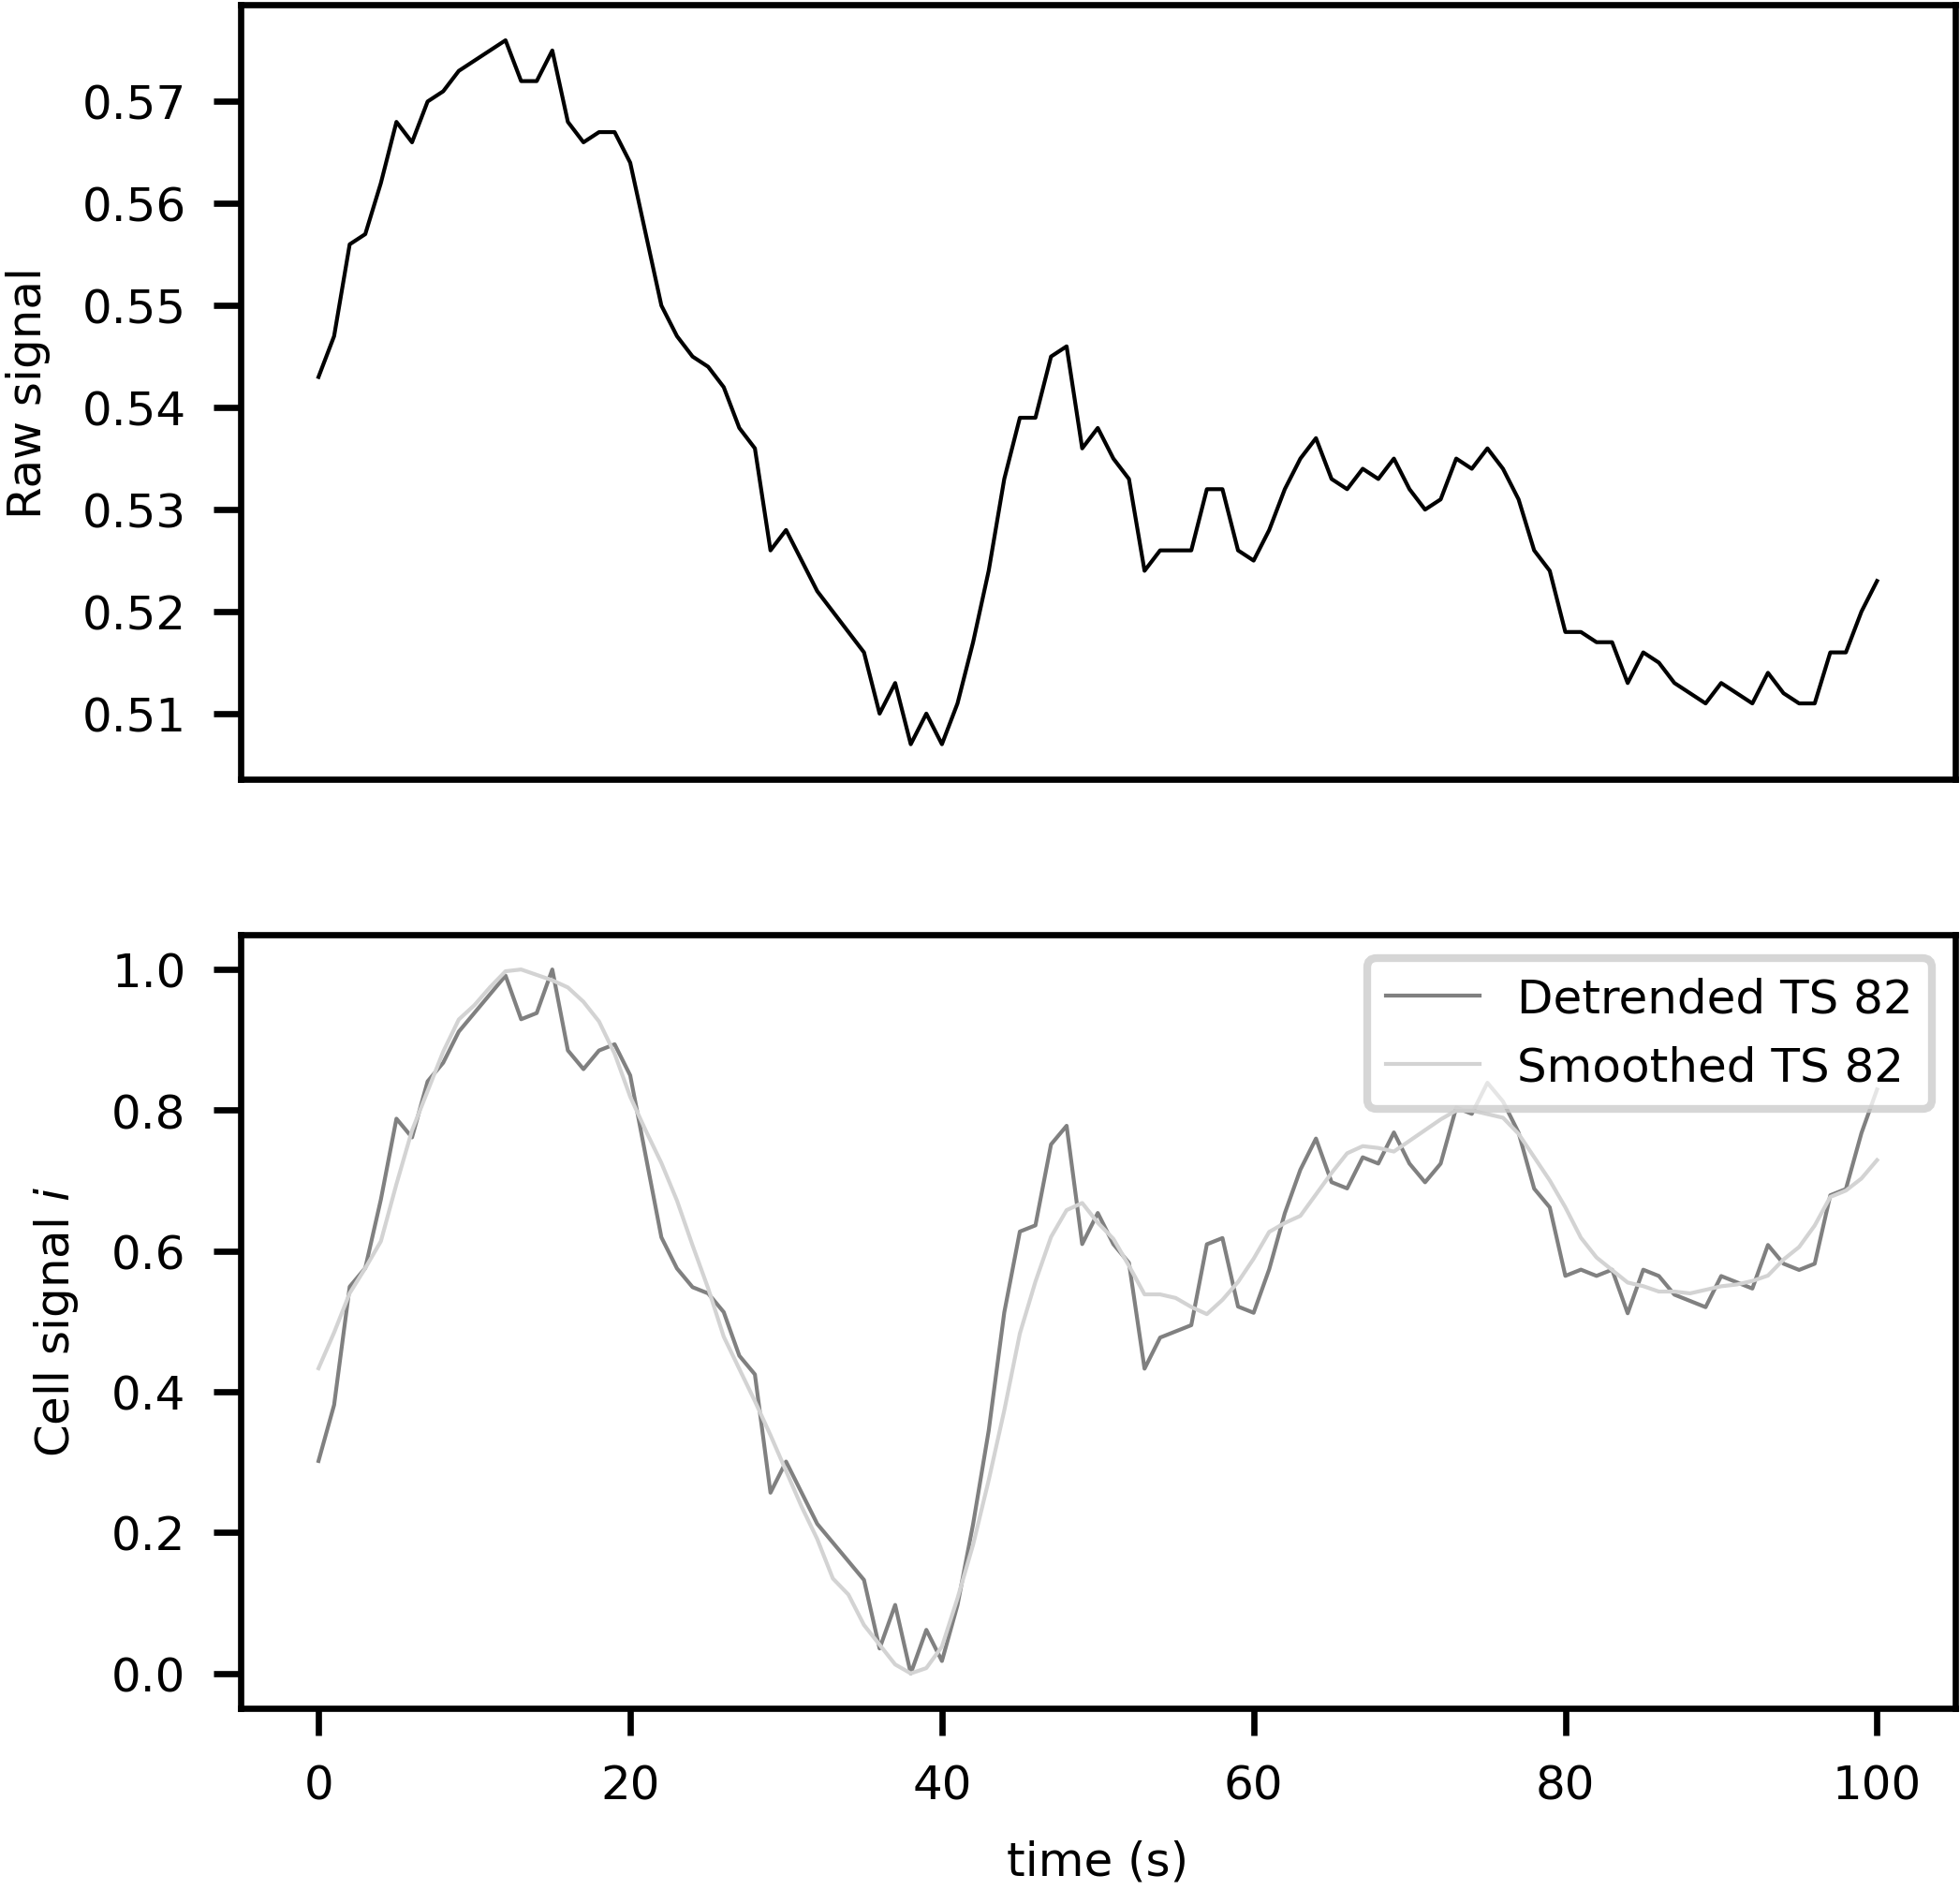 Raw signal
0.57
0.56
0.55
0.54
0.53
0.52
0.51
Cell signal i
1.0
0.8
0.6
0.4
0.2
0.0
Detrended TS 82
Smoothed TS 82
0 20 40 60 80 100
time (s)